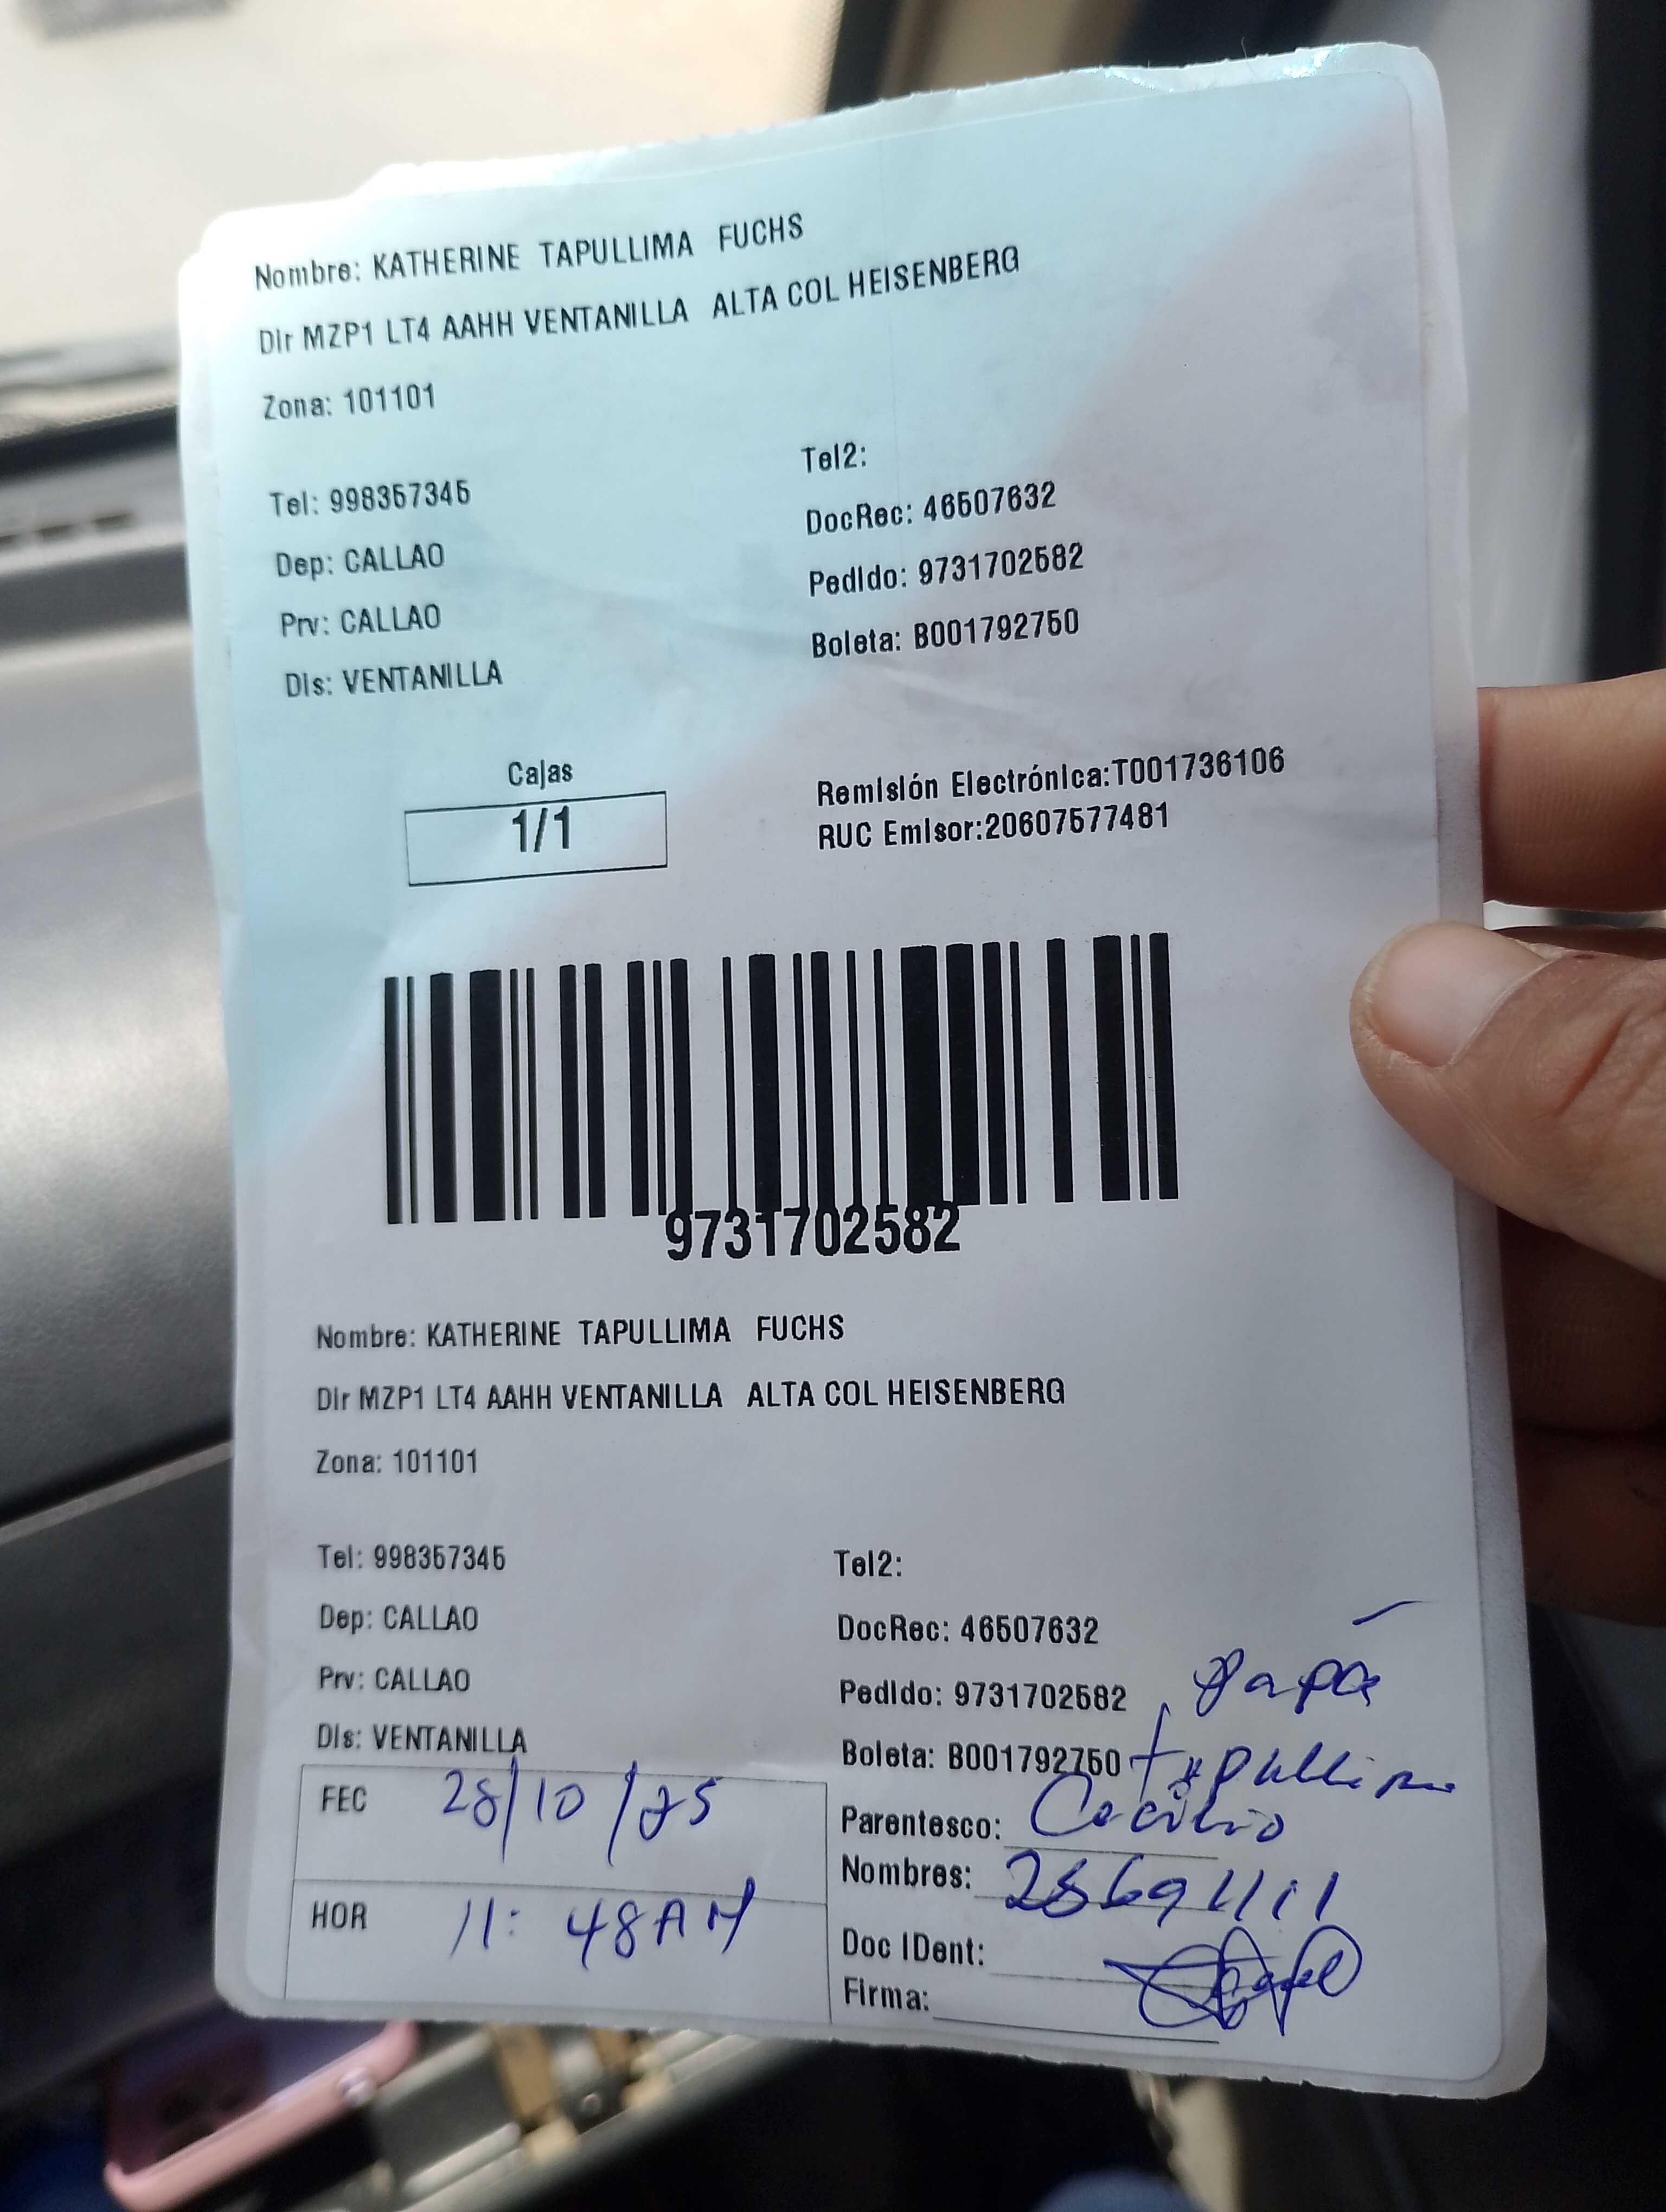 Nombre: KATHERINE TAPULLIMA FUCHS
Dir MZP1 LT4 AAHH VENTANILLA ALTA COL HEISENBERG
Zona: 101101
Tel: 998357345
Tel2:
DocRec: 46507632
Dep: CALLAO
Pedido: 9731702582
Prv: CALLAO
Boleta: B001792750
Dis: VENTANILLA
Cajas
1/1
Remisión Electrónica:T001736106
RUC Emisor:20607577481
9731702582
Nombre: KATHERINE TAPULLIMA FUCHS
Dir MZP1 LT4 AAHH VENTANILLA ALTA COL HEISENBERG
Zona: 101101
Tel: 998357345
Tel2:
Dep: CALLAO
DocRec: 46507632
Prv: CALLAO
Pedido: 9731702582
papá
Dis: VENTANILLA
Boleta: B001792750
Tapullima
FEC 28/10/25
Parentesco: Cecilio
Nombres:
HOR 11:48AM
Doc IDent:
Firma: